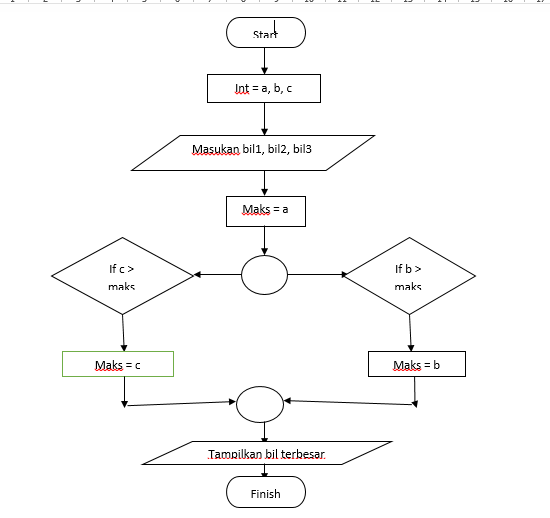 Start
Int = a, b, c
Masukan bil1, bil2, bil3
Maks = a
If c >
maks
If b >
maks
Maks = c
Maks = b
Tampilkan bil terbesar
Finish